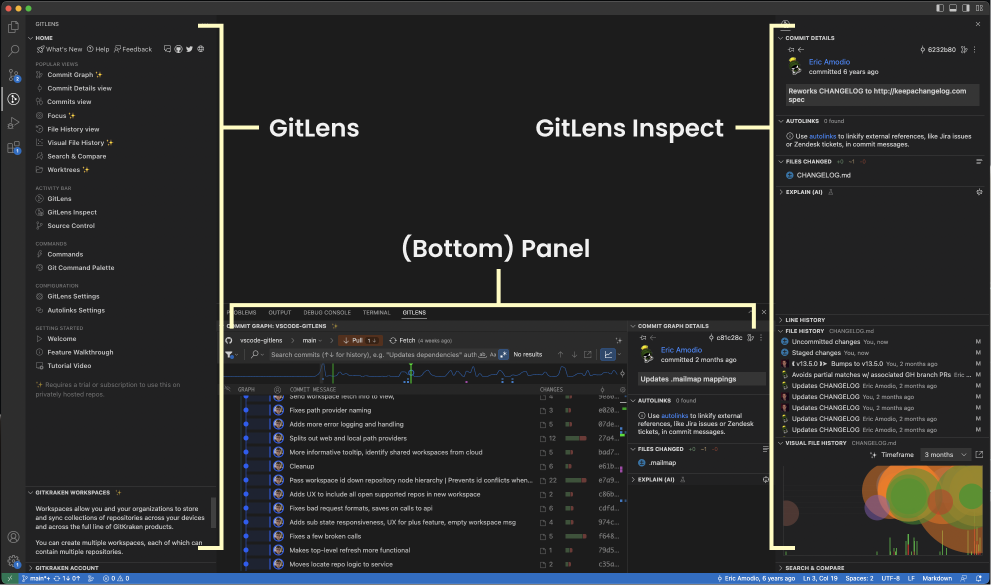 GITLENS
HOME
What's New Help Feedback
POPULAR VIEWS
Commit Graph
Commit Details view
Commits view
Focus
File History view
Visual File History
Search & Compare
Worktrees
ACTIVITY BAR
GitLens
GitLens Inspect
Source Control
COMMANDS
Commands
Git Command Palette
CONFIGURATION
GitLens Settings
Autolinks Settings
GETTING STARTED
Welcome
Feature Walkthrough
Tutorial Video
Requires a trial or subscription to use this on
privately hosted repos.
GITKRAKEN WORKSPACES
Workspaces allow you and your organizations to store
and sync collections of repositories across your devices
and across the full line of GitKraken products.
You can create multiple workspaces, each of which can
contain multiple repositories.
GITKRAKEN ACCOUNT
GitLens
GitLens Inspect
(Bottom) Panel
OUTPUT DEBUG CONSOLE TERMINAL GITLENS
COMMIT GRAPH: VSCODE-GITLENS
vscode-gitlens main Pull 1↓ Fetch (4 weeks ago)
Search commits (↑↓ for history), e.g. "Updates dependencies" auth Aa No results
GRAPH COMMIT MESSAGE CHANGES
Send workspace fetch info to view, 4
Fixes path provider naming 3 e020...
Adds more error logging and handling 5 07de...
Splits out web and local path providers 12 27a4...
More informational tooltip, identify shared workspaces from cloud 5 bad7...
Cleanup 6 e61b...
Pass workspace id down repository node hierarchy | Prevents id conflicts when... 22 e7d9...
Adds UX to include all open supported repos in new workspace 2 c86b...
Fixes bad request formats, saves on calls to api 6 cdfd...
Adds sub state responsiveness, UX for plus feature, empty workspace msg 4 974c...
Fixes a few broken calls 5 f648...
Makes top-level refresh more functional 1 79d5...
Moves locate repo logic to service 2 dc05...
COMMIT GRAPH DETAILS
c81c28c
Eric Amodio
committed 2 months ago
Updates .mailmap mappings
AUTOLINKS 0 found
Use autolinks to linkify external
references, like Jira issues or Zendesk
tickets, in commit messages.
FILES CHANGED +0 ~1 -0
.mailmap
EXPLAIN (AI)
COMMIT DETAILS
6232b80
Eric Amodio
committed 6 years ago
Reworks CHANGELOG to http://keepachangelog.com
spec
AUTOLINKS 0 found
Use autolinks to linkify external references, like Jira issues
or Zendesk tickets, in commit messages.
FILES CHANGED +0 ~1 -0
CHANGELOG.md
EXPLAIN (AI)
LINE HISTORY
FILE HISTORY CHANGELOG.md
Uncommitted changes You, now M
Staged changes You, now M
v13.5.0 Bumps to v13.5.0 You, 2 months ago M
Avoids partial matches w/ associated GH branch PRs Eric ... M
Updates CHANGELOG Eric Amodio, 2 months ago M
Updates CHANGELOG You, 2 months ago M
Updates CHANGELOG You, 2 months ago M
Updates CHANGELOG Eric Amodio, 2 months ago M
Updates CHANGELOG Eric Amodio, 2 months ago M
VISUAL FILE HISTORY CHANGELOG.md
Timeframe 3 months
SEARCH & COMPARE
main*+ 1↓ 0↑ 0 0
Eric Amodio, 6 years ago Ln 3, Col 19 Spaces: 2 UTF-8 LF Markdown